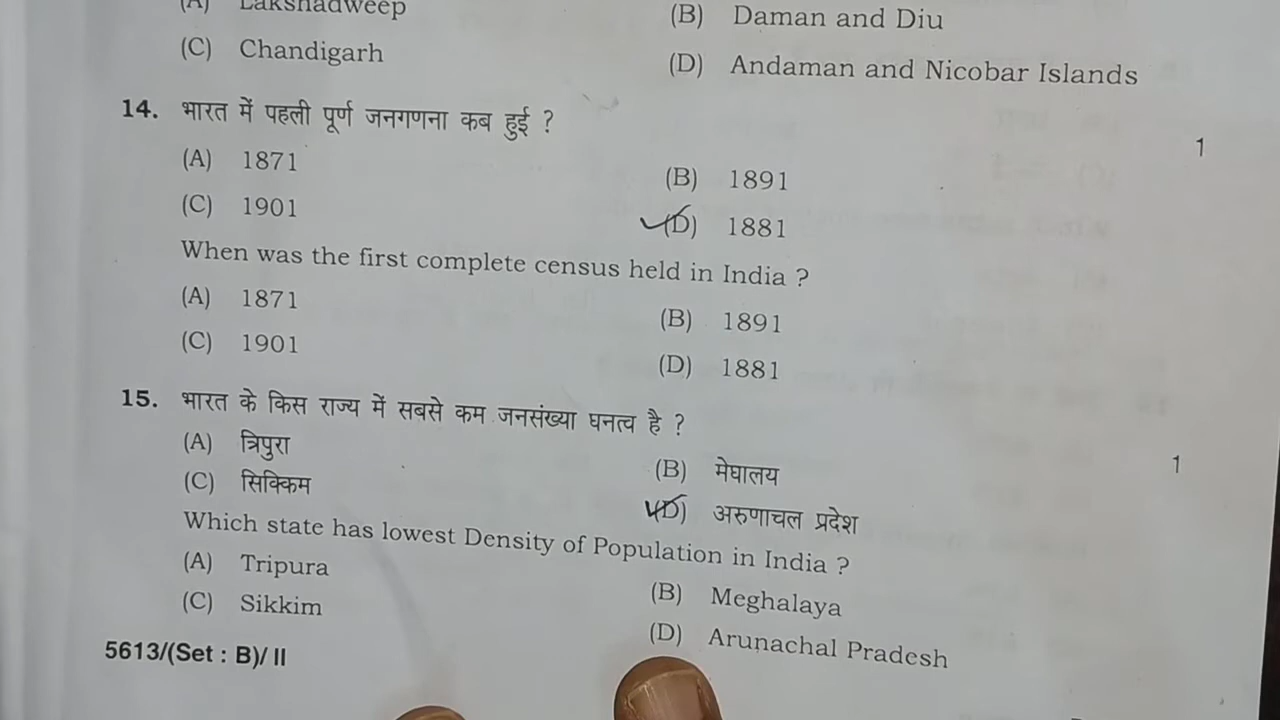 (A) Lakshadweep (B) Daman and Diu
(C) Chandigarh (D) Andaman and Nicobar Islands
14. भारत में पहली पूर्ण जनगणना कब हुई ? 1
(A) 1871 (B) 1891
(C) 1901 (D) 1881
When was the first complete census held in India ?
(A) 1871 (B) 1891
(C) 1901 (D) 1881
15. भारत के किस राज्य में सबसे कम जनसंख्या घनत्व है ? 1
(A) त्रिपुरा (B) मेघालय
(C) सिक्किम (D) अरुणाचल प्रदेश
Which state has lowest Density of Population in India ?
(A) Tripura (B) Meghalaya
(C) Sikkim (D) Arunachal Pradesh
5613/(Set : B)/ II